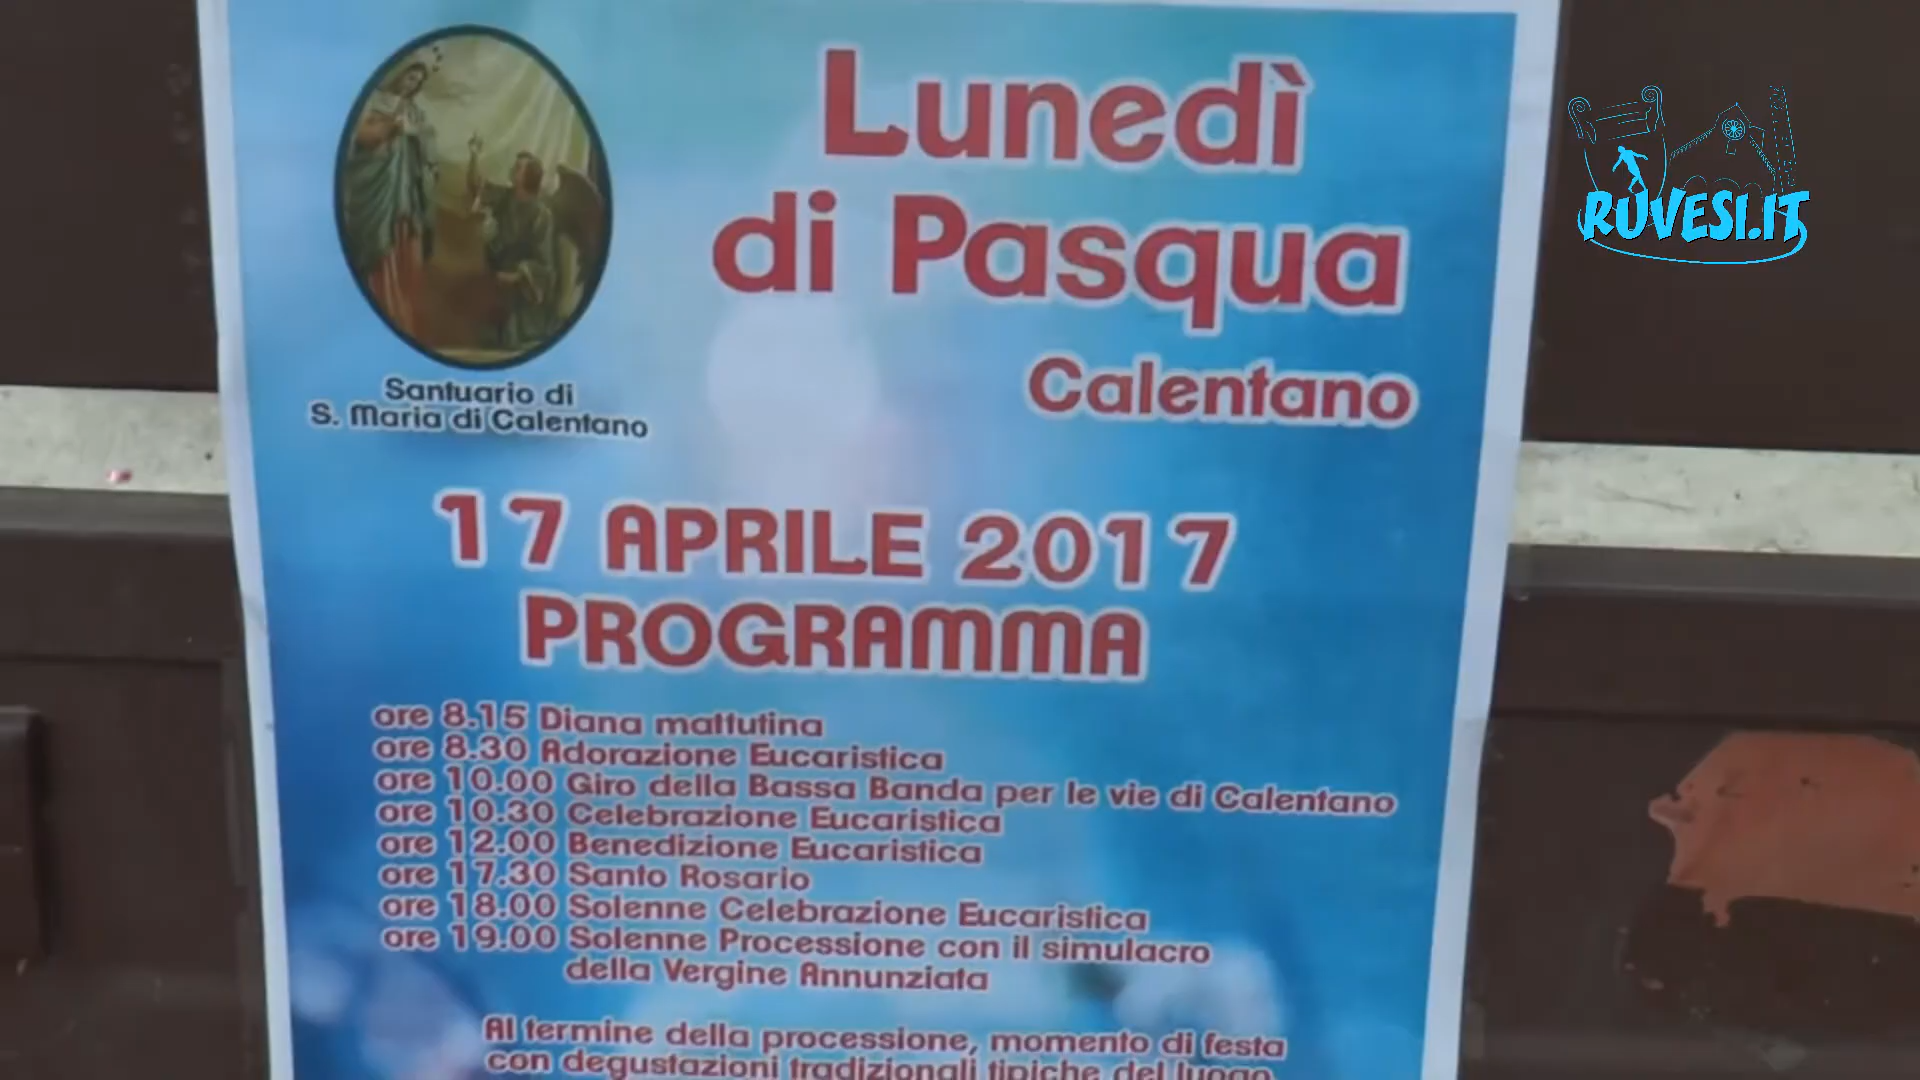 Lunedì
di Pasqua
Calentano
Santuario di
S. Maria di Calentano
RUVESI.IT
17 APRILE 2017
PROGRAMMA
ore 8.15 Diana mattutina
ore 8.30 Adorazione Eucaristica
ore 10.00 Giro della Bassa Banda per le vie di Calentano
ore 10.30 Celebrazione Eucaristica
ore 12.00 Benedizione Eucaristica
ore 17.30 Santo Rosario
ore 18.00 Solenne Celebrazione Eucaristica
ore 19.00 Solenne Processione con il simulacro
della Vergine Annunziata
Al termine della processione, momento di festa
con degustazioni tradizionali tipiche del luogo